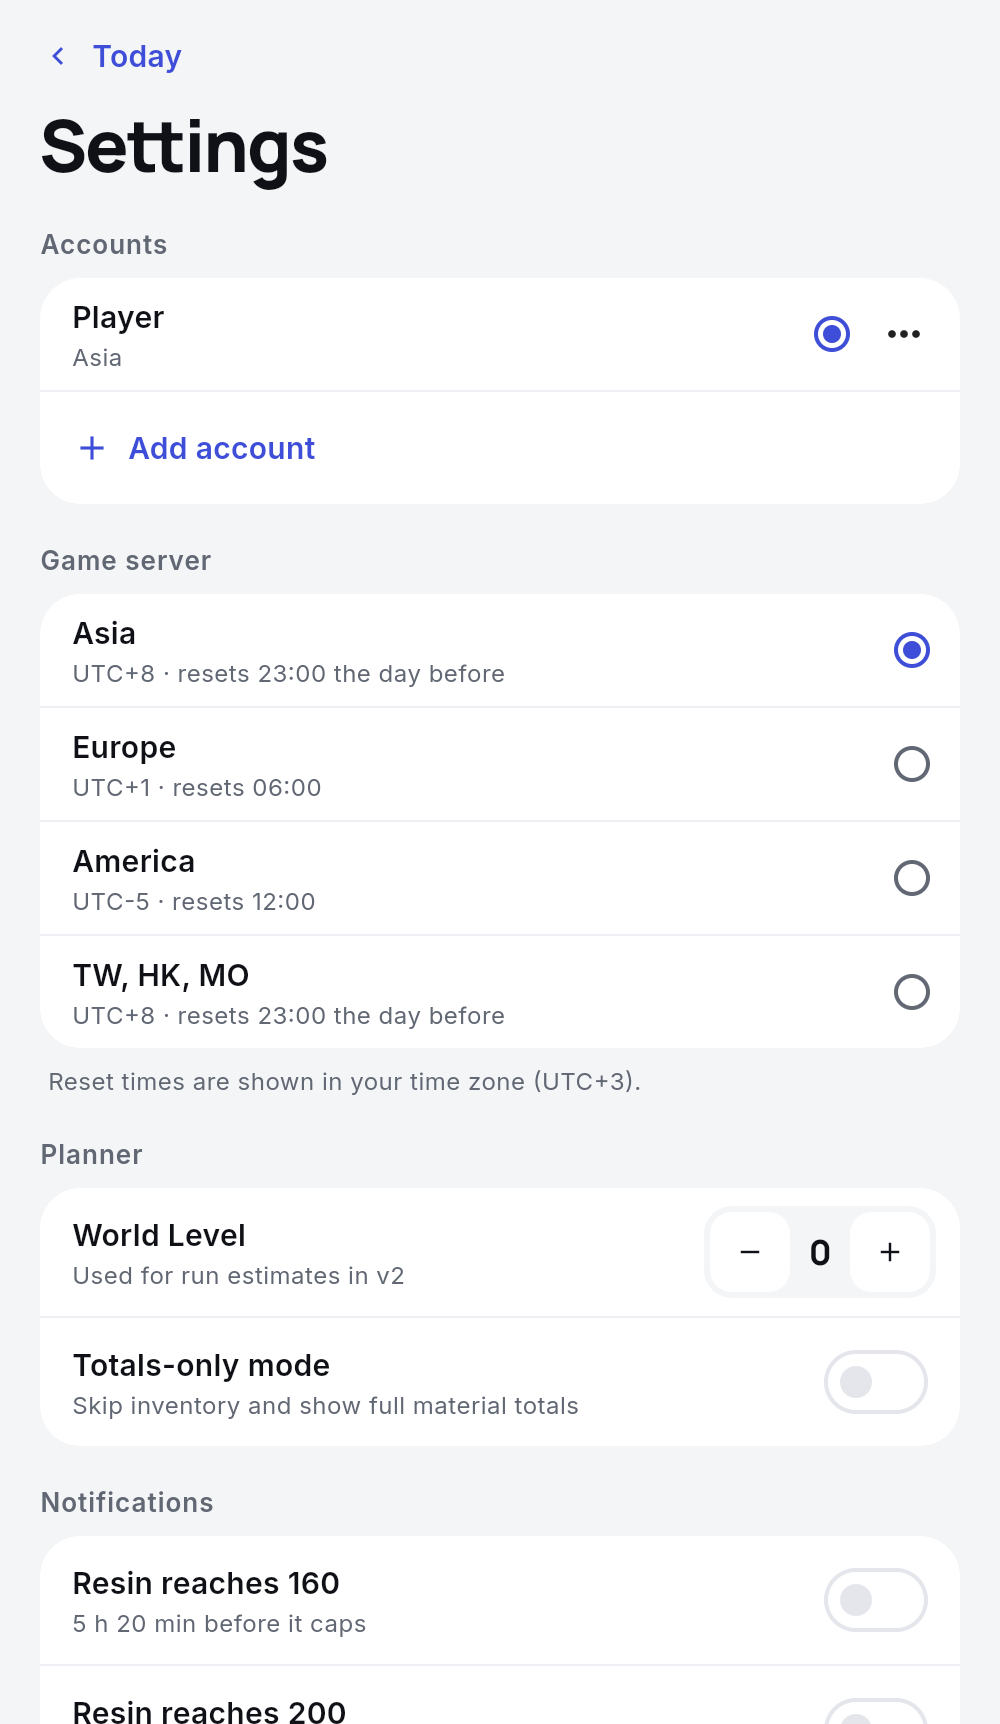 Today
Settings
Accounts
Player
Asia
Add account
Game server
Asia
UTC+8 · resets 23:00 the day before
Europe
UTC+1 · resets 06:00
America
UTC-5 · resets 12:00
TW, HK, MO
UTC+8 · resets 23:00 the day before
Reset times are shown in your time zone (UTC+3).
Planner
World Level
Used for run estimates in v2
0
Totals-only mode
Skip inventory and show full material totals
Notifications
Resin reaches 160
5 h 20 min before it caps
Resin reaches 200